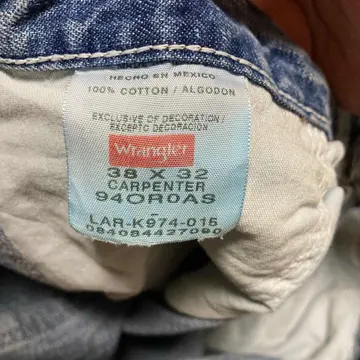 HECHO EN MEXICO
100% COTTON / ALGODON
EXCLUSIVE OF DECORATION /
EXCEPTO DECORACION
Wrangler
38 X 32
CARPENTER
94OR0AS
LAR-K974-015
084084427090